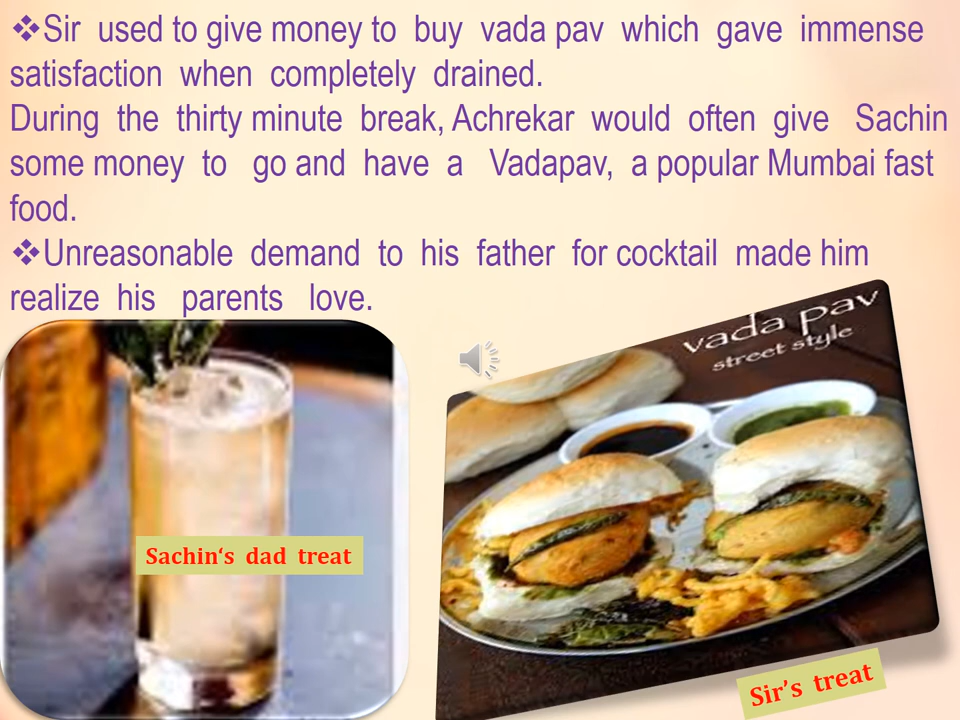 ❖Sir used to give money to buy vada pav which gave immense
satisfaction when completely drained.
During the thirty minute break, Achrekar would often give Sachin
some money to go and have a Vadapav, a popular Mumbai fast
food.
❖Unreasonable demand to his father for cocktail made him
realize his parents love.
vada pav
street style
Sachin‘s dad treat
Sir’s treat